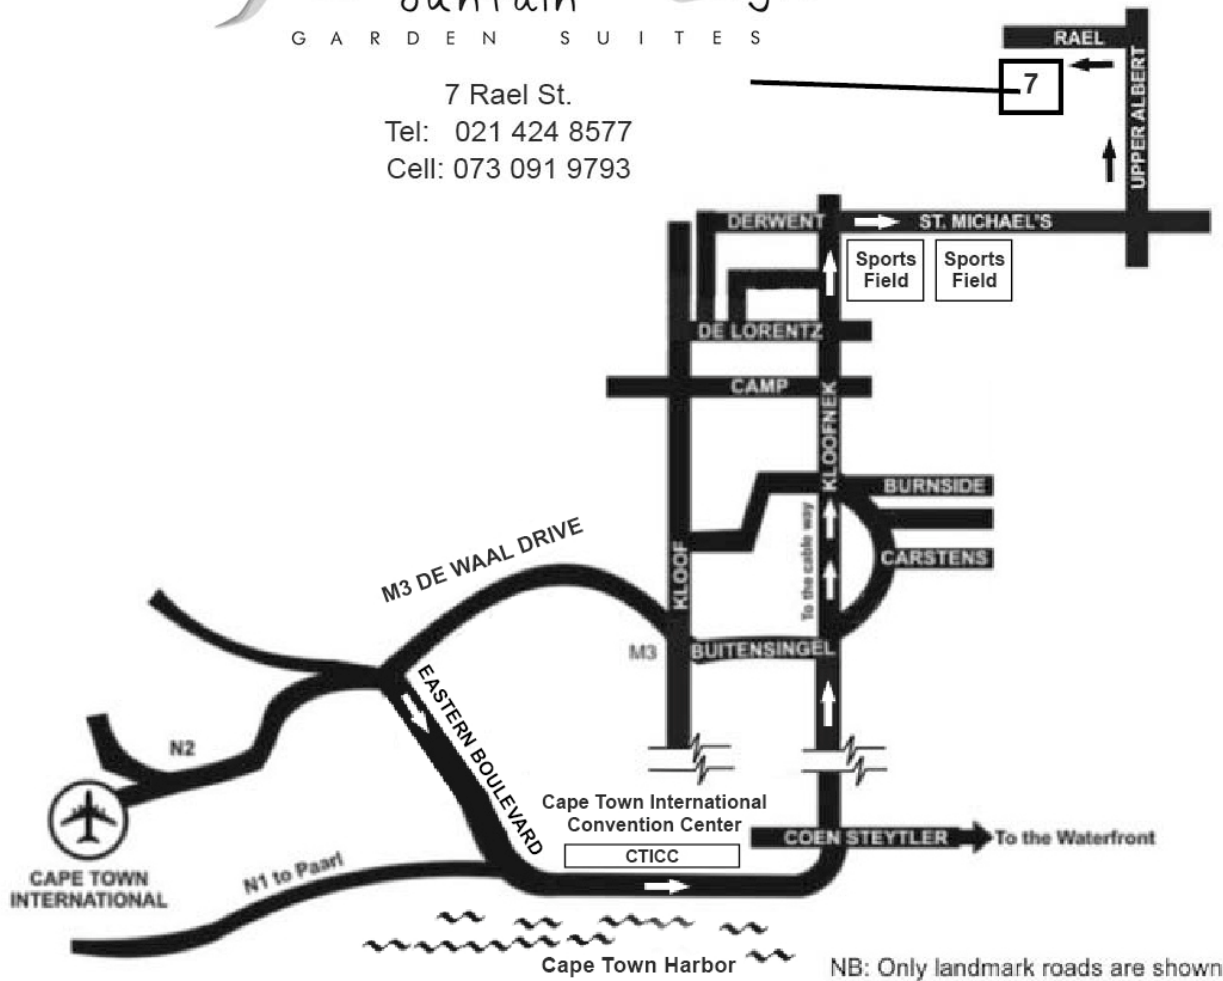 GARDEN SUITES
7 Rael St.
Tel: 021 424 8577
Cell: 073 091 9793
RAEL
7
UPPER ALBERT
DERWENT
ST. MICHAEL'S
Sports
Field
Sports
Field
DE LORENTZ
CAMP
KLOOFNEK
BURNSIDE
To the cable way
CARSTENS
M3 DE WAAL DRIVE
KLOOF
M3
BUITENSINGEL
EASTERN BOULEVARD
N2
Cape Town International
Convention Center
CTICC
COEN STEYTLER
To the Waterfront
CAPE TOWN
INTERNATIONAL
N1 to Paarl
Cape Town Harbor
NB: Only landmark roads are shown